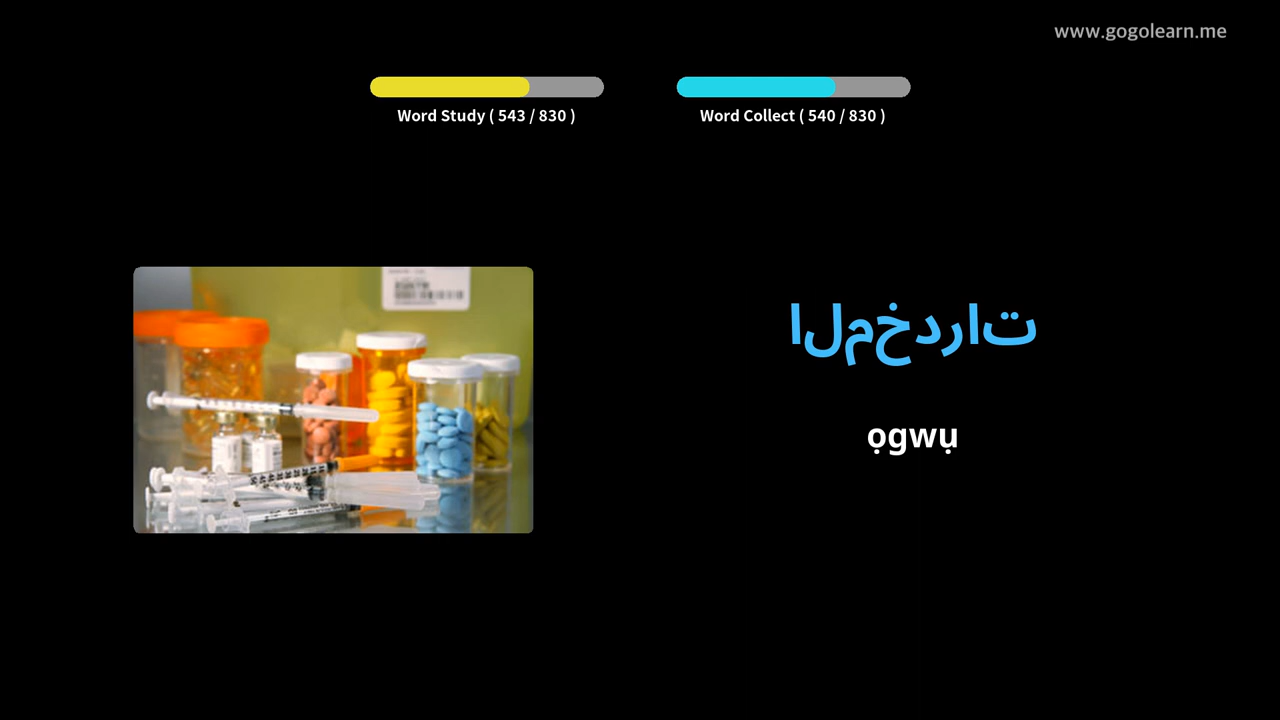 www.gogolearn.me
Word Study ( 543 / 830 )
Word Collect ( 540 / 830 )
المخدرات
ọgwụ